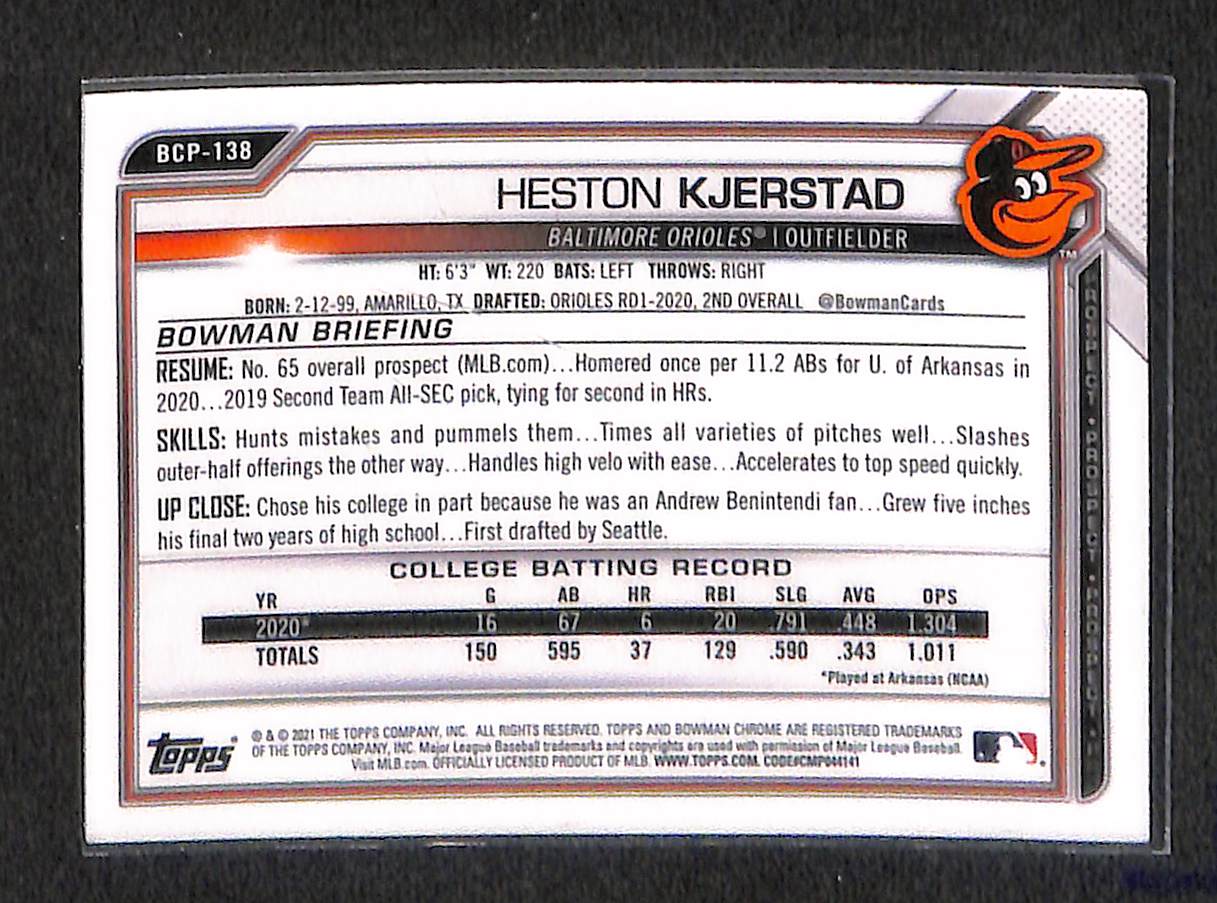 BCP-138
HESTON KJERSTAD
BALTIMORE ORIOLES® | OUTFIELDER
TM
HT: 6'3" WT: 220 BATS: LEFT THROWS: RIGHT
BORN: 2-12-99, AMARILLO, TX DRAFTED: ORIOLES RD1-2020, 2ND OVERALL @BowmanCards
BOWMAN BRIEFING
RESUME: No. 65 overall prospect (MLB.com)...Homered once per 11.2 ABs for U. of Arkansas in
2020...2019 Second Team All-SEC pick, tying for second in HRs.
SKILLS: Hunts mistakes and pummels them...Times all varieties of pitches well...Slashes
outer-half offerings the other way...Handles high velo with ease...Accelerates to top speed quickly.
UP CLOSE: Chose his college in part because he was an Andrew Benintendi fan...Grew five inches
his final two years of high school...First drafted by Seattle.
COLLEGE BATTING RECORD
YR G AB HR RBI SLG AVG OPS
2020* 16 67 6 20 .791 .448 1.304
TOTALS 150 595 37 129 .590 .343 1.011
*Played at Arkansas (NCAA)
PROSPECT • PROSPECT • PROSPECT •
topps®
® & © 2021 THE TOPPS COMPANY, INC. ALL RIGHTS RESERVED. TOPPS AND BOWMAN CHROME ARE REGISTERED TRADEMARKS
OF THE TOPPS COMPANY, INC. Major League Baseball trademarks and copyrights are used with permission of Major League Baseball.
Visit MLB.com. OFFICIALLY LICENSED PRODUCT OF MLB. WWW.TOPPS.COM. CODE#CMP044141